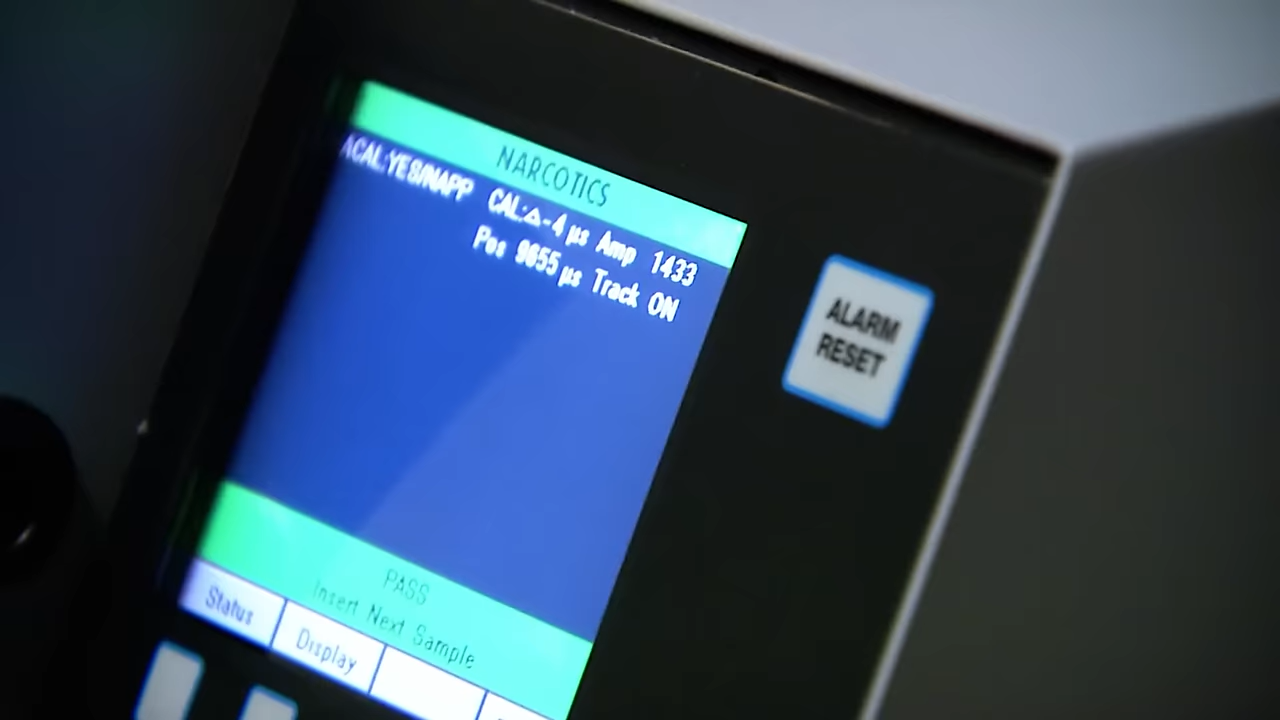 NARCOTICS
ACAL:YES/NAPP CAL:△-4 µs Amp 1433
Pos 9655 µs Track ON
ALARM
RESET
PASS
Insert Next Sample
Status
Display